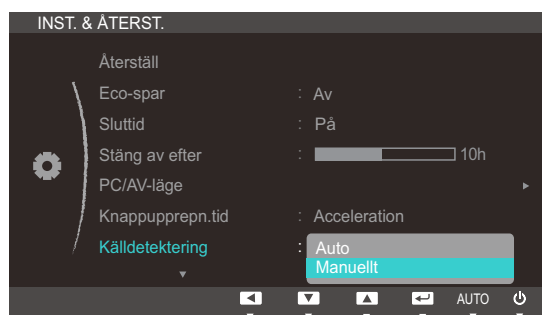 INST. & ÅTERST.
Återställ
Eco-spar : Av
Sluttid : På
Stäng av efter : 10h
PC/AV-läge
Knappupprepn.tid : Acceleration
Källdetektering : Auto
Manuellt
AUTO